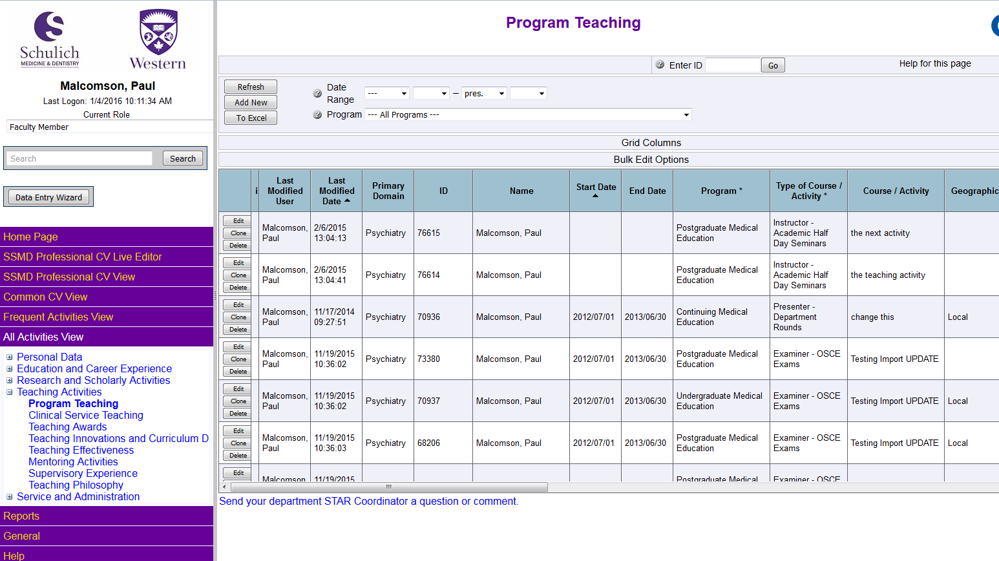 Schulich
MEDICINE & DENTISTRY
Western
Malcomson, Paul
Last Logon: 1/4/2016 10:11:34 AM
Current Role
Faculty Member
Search
Search
Data Entry Wizard
Home Page
SSMD Professional CV Live Editor
SSMD Professional CV View
Common CV View
Frequent Activities View
All Activities View
Personal Data
Education and Career Experience
Research and Scholarly Activities
Teaching Activities
Program Teaching
Clinical Service Teaching
Teaching Awards
Teaching Innovations and Curriculum D
Teaching Effectiveness
Mentoring Activities
Supervisory Experience
Teaching Philosophy
Service and Administration
Reports
General
Help
Program Teaching
Enter ID
Go
Help for this page
Refresh
Add New
To Excel
Date
Range
---
– pres.
Program
--- All Programs ---
Grid Columns
Bulk Edit Options
i
Last
Modified
User
Last
Modified
Date
Primary
Domain
ID
Name
Start Date
End Date
Program *
Type of Course /
Activity *
Course / Activity
Geographic
Edit
Clone
Delete
Malcomson,
Paul
2/6/2015
13:04:13
Psychiatry
76615
Malcomson, Paul
Postgraduate Medical
Education
Instructor -
Academic Half
Day Seminars
the next activity
Edit
Clone
Delete
Malcomson,
Paul
2/6/2015
13:04:41
Psychiatry
76614
Malcomson, Paul
Postgraduate Medical
Education
Instructor -
Academic Half
Day Seminars
the teaching activity
Edit
Clone
Delete
Malcomson,
Paul
11/17/2014
09:27:51
Psychiatry
70936
Malcomson, Paul
2012/07/01
2013/06/30
Continuing Medical
Education
Presenter -
Department
Rounds
change this
Local
Edit
Clone
Delete
Malcomson,
Paul
11/19/2015
10:36:02
Psychiatry
73380
Malcomson, Paul
2012/07/01
2013/06/30
Postgraduate Medical
Education
Examiner - OSCE
Exams
Testing Import UPDATE
Edit
Clone
Delete
Malcomson,
Paul
11/19/2015
10:36:02
Psychiatry
70937
Malcomson, Paul
2012/07/01
2013/06/30
Undergraduate Medical
Education
Examiner - OSCE
Exams
Testing Import UPDATE
Local
Edit
Clone
Delete
Malcomson,
Paul
11/19/2015
10:36:03
Psychiatry
68206
Malcomson, Paul
2012/07/01
2013/06/30
Postgraduate Medical
Education
Examiner - OSCE
Exams
Testing Import UPDATE
Local
Edit
Malcomson,
11/19/2015
Postgraduate Medical
Examiner - OSCE
Send your department STAR Coordinator a question or comment.